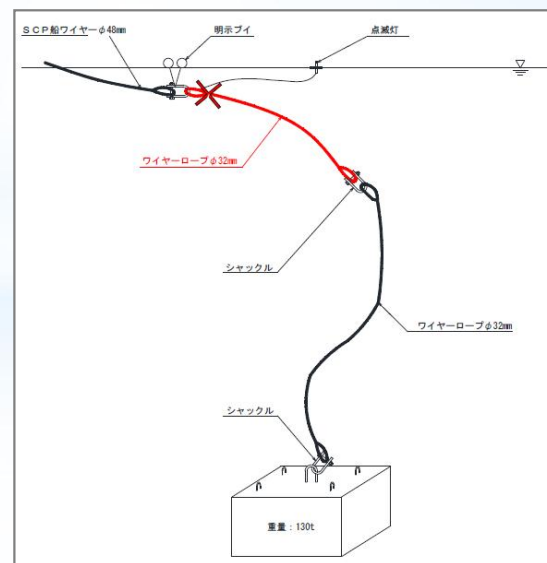 SCP船ワイヤーφ48mm
明示ブイ
点滅灯
ワイヤーロープφ32mm
シャックル
ワイヤーロープφ32mm
シャックル
重量：130t